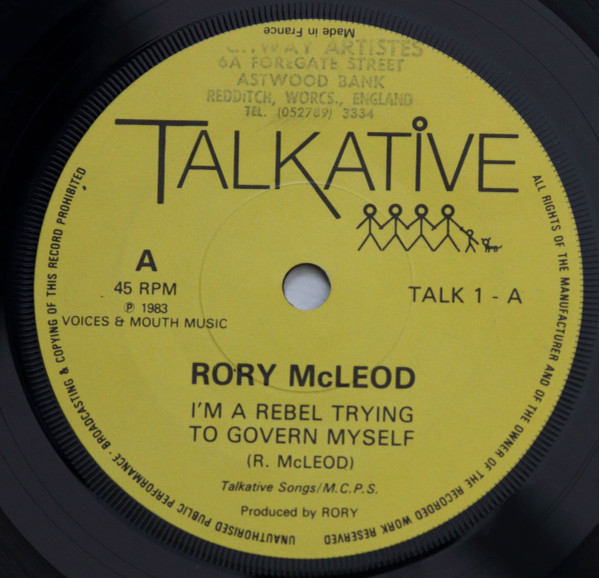 Made in France
ARTISTES
6A FOREGATE STREET
ASTWOOD BANK
REDDITCH, WORCS., ENGLAND
TEL. (052789) 3334
TALKATIVE
A
45 RPM
℗ 1983
VOICES & MOUTH MUSIC
TALK 1 - A
RORY McLEOD
I'M A REBEL TRYING
TO GOVERN MYSELF
(R. McLEOD)
Talkative Songs/M.C.P.S.
Produced by RORY
ALL RIGHTS OF THE MANUFACTURER AND OF THE OWNER OF THE RECORDED WORK RESERVED · UNAUTHORISED PUBLIC PERFORMANCE · BROADCASTING & COPYING OF THIS RECORD PROHIBITED